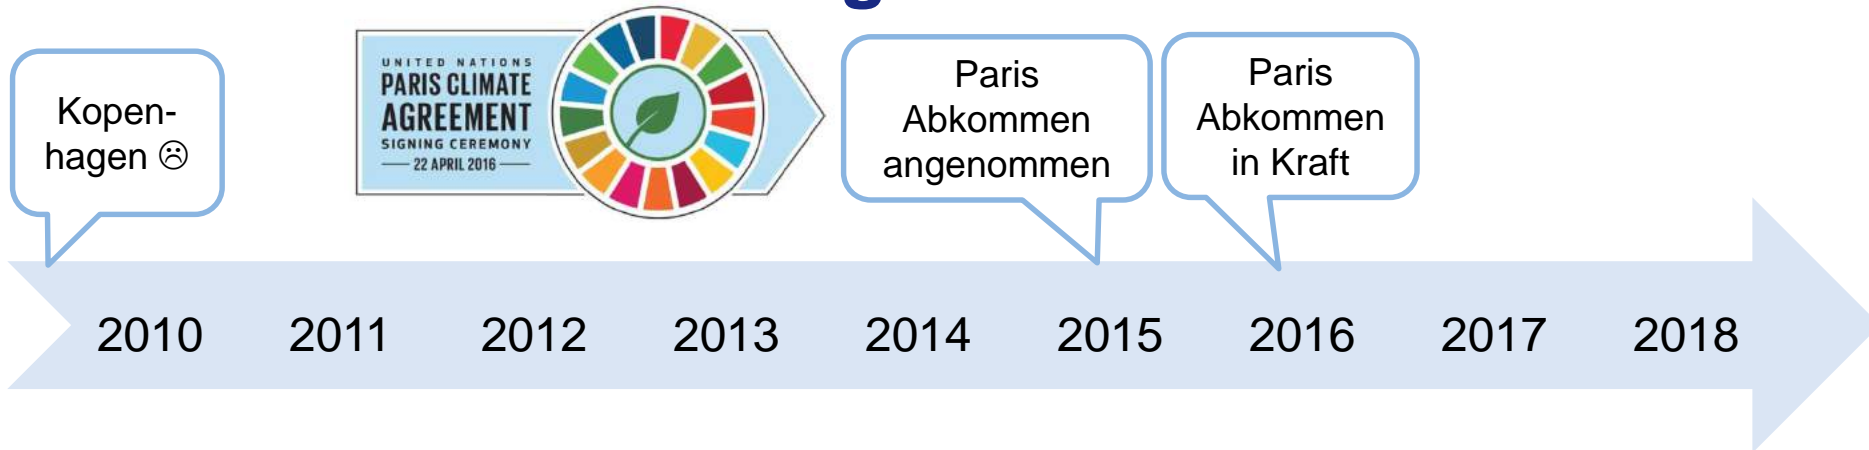 g
Kopen-
hagen ☹
UNITED NATIONS
PARIS CLIMATE
AGREEMENT
SIGNING CEREMONY
22 APRIL 2016
Paris
Abkommen
angenommen
Paris
Abkommen
in Kraft
2010 2011 2012 2013 2014 2015 2016 2017 2018